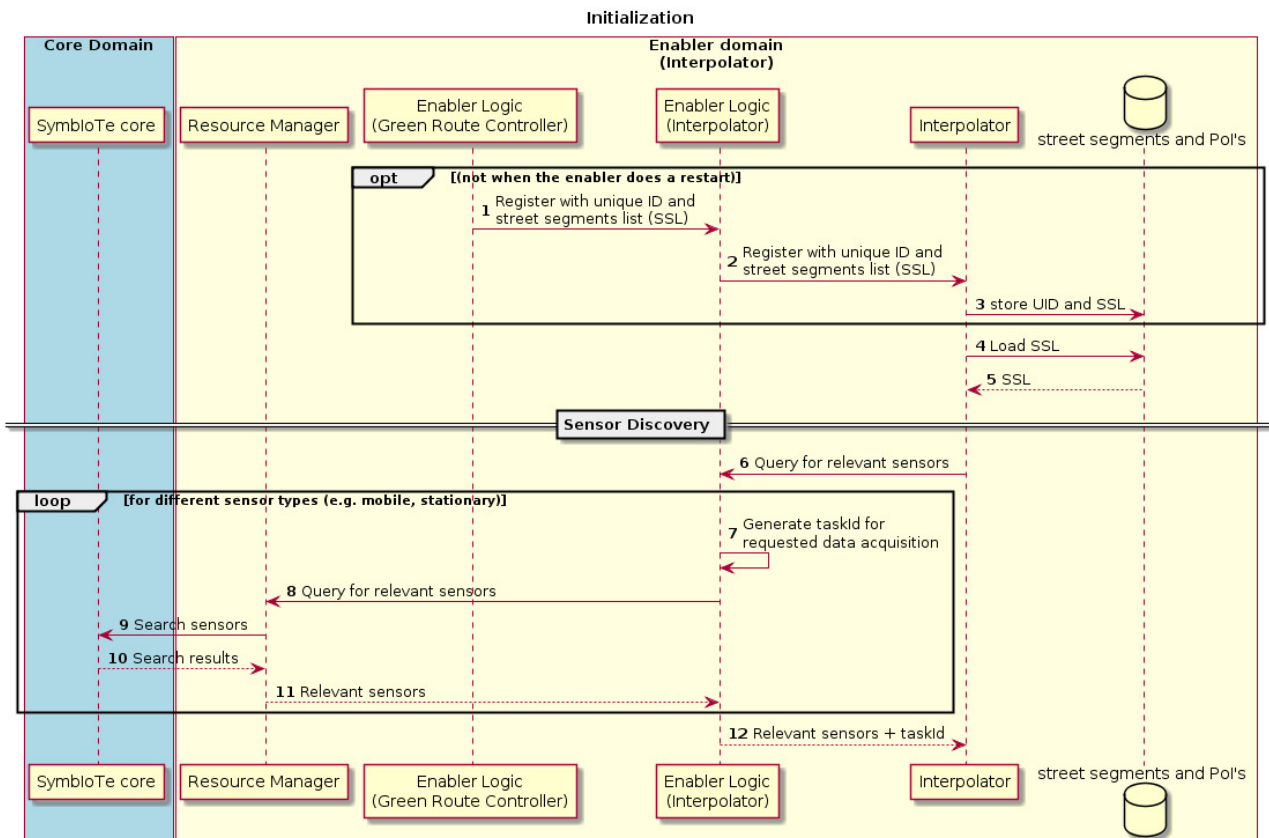 Initialization
Core Domain
Enabler domain
(Interpolator)
SymbIoTe core
Resource Manager
Enabler Logic
(Green Route Controller)
Enabler Logic
(Interpolator)
Interpolator
street segments and PoI's
opt
[(not when the enabler does a restart)]
1 Register with unique ID and
street segments list (SSL)
2 Register with unique ID and
street segments list (SSL)
3 store UID and SSL
4 Load SSL
5 SSL
Sensor Discovery
6 Query for relevant sensors
loop
[for different sensor types (e.g. mobile, stationary)]
7 Generate taskId for
requested data acquisition
8 Query for relevant sensors
9 Search sensors
10 Search results
11 Relevant sensors
12 Relevant sensors + taskId
SymbIoTe core
Resource Manager
Enabler Logic
(Green Route Controller)
Enabler Logic
(Interpolator)
Interpolator
street segments and PoI's